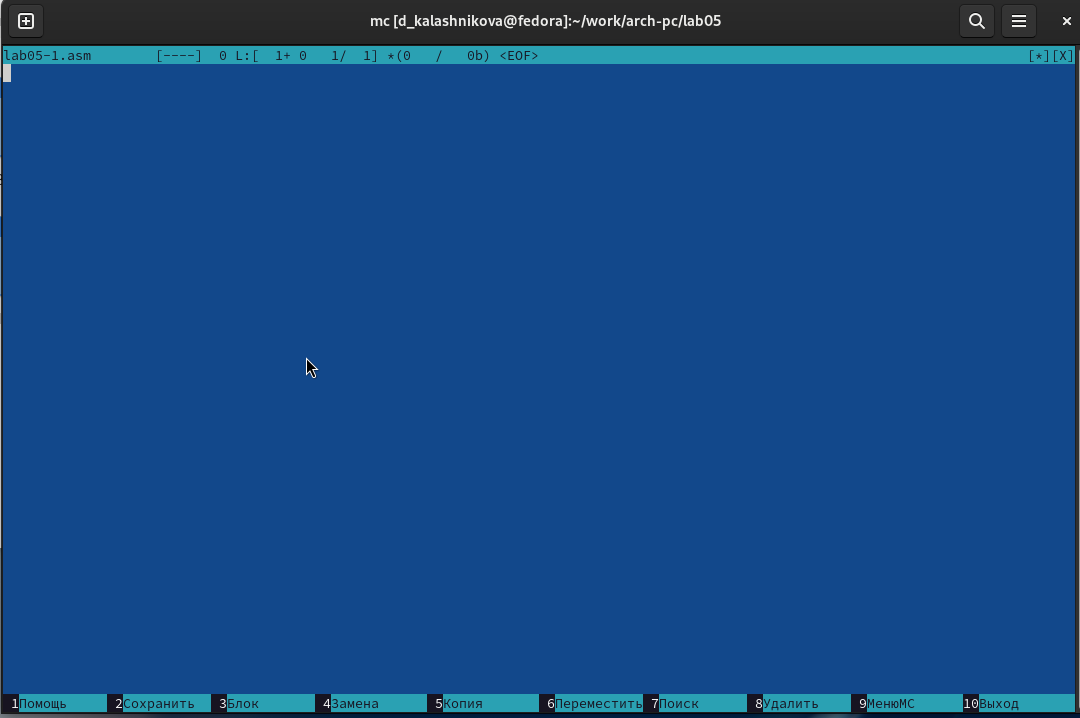 mc [d_kalashnikova@fedora]:~/work/arch-pc/lab05
lab05-1.asm [----] 0 L:[ 1+ 0 1/ 1] *(0 / 0b) <EOF> [*][X]
1Помощь 2Сохранить 3Блок 4Замена 5Копия 6Переместить 7Поиск 8Удалить 9МенюМС 10Выход